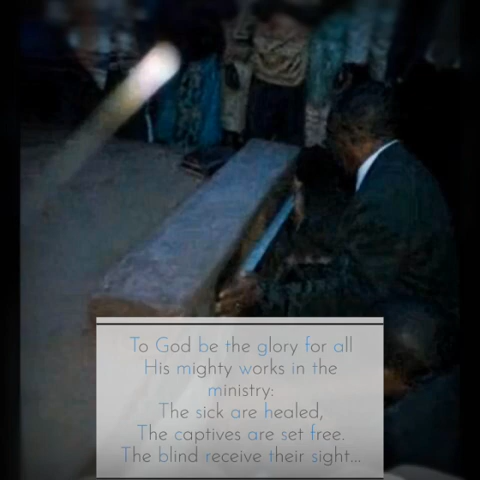 To God be the glory for all
His mighty works in the
ministry:
The sick are healed,
The captives are set free.
The blind receive their sight...